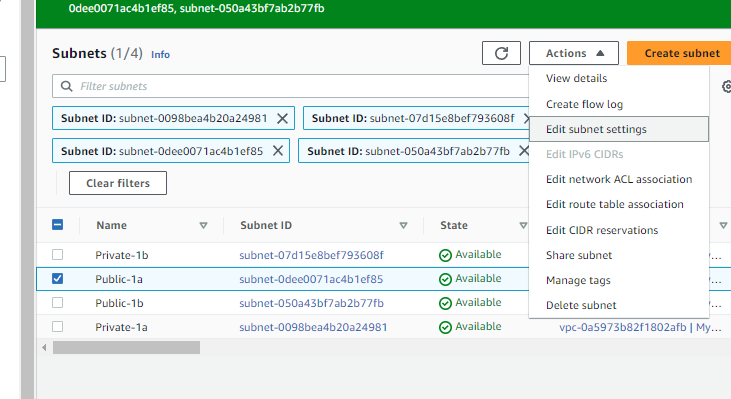 0dee0071ac4b1ef85, subnet-050a43bf7ab2b77fb
Subnets (1/4) Info
Actions
Create subnet
Filter subnets
View details
Create flow log
Edit subnet settings
Edit IPv6 CIDRs
Edit network ACL association
Edit route table association
Edit CIDR reservations
Share subnet
Manage tags
Delete subnet
Subnet ID: subnet-0098bea4b20a24981
Subnet ID: subnet-07d15e8bef793608f
Subnet ID: subnet-0dee0071ac4b1ef85
Subnet ID: subnet-050a43bf7ab2b77fb
Clear filters
Name Subnet ID State
Private-1b subnet-07d15e8bef793608f Available
Public-1a subnet-0dee0071ac4b1ef85 Available
Public-1b subnet-050a43bf7ab2b77fb Available
Private-1a subnet-0098bea4b20a24981 Available vpc-0a5973b82f1802afb | My...